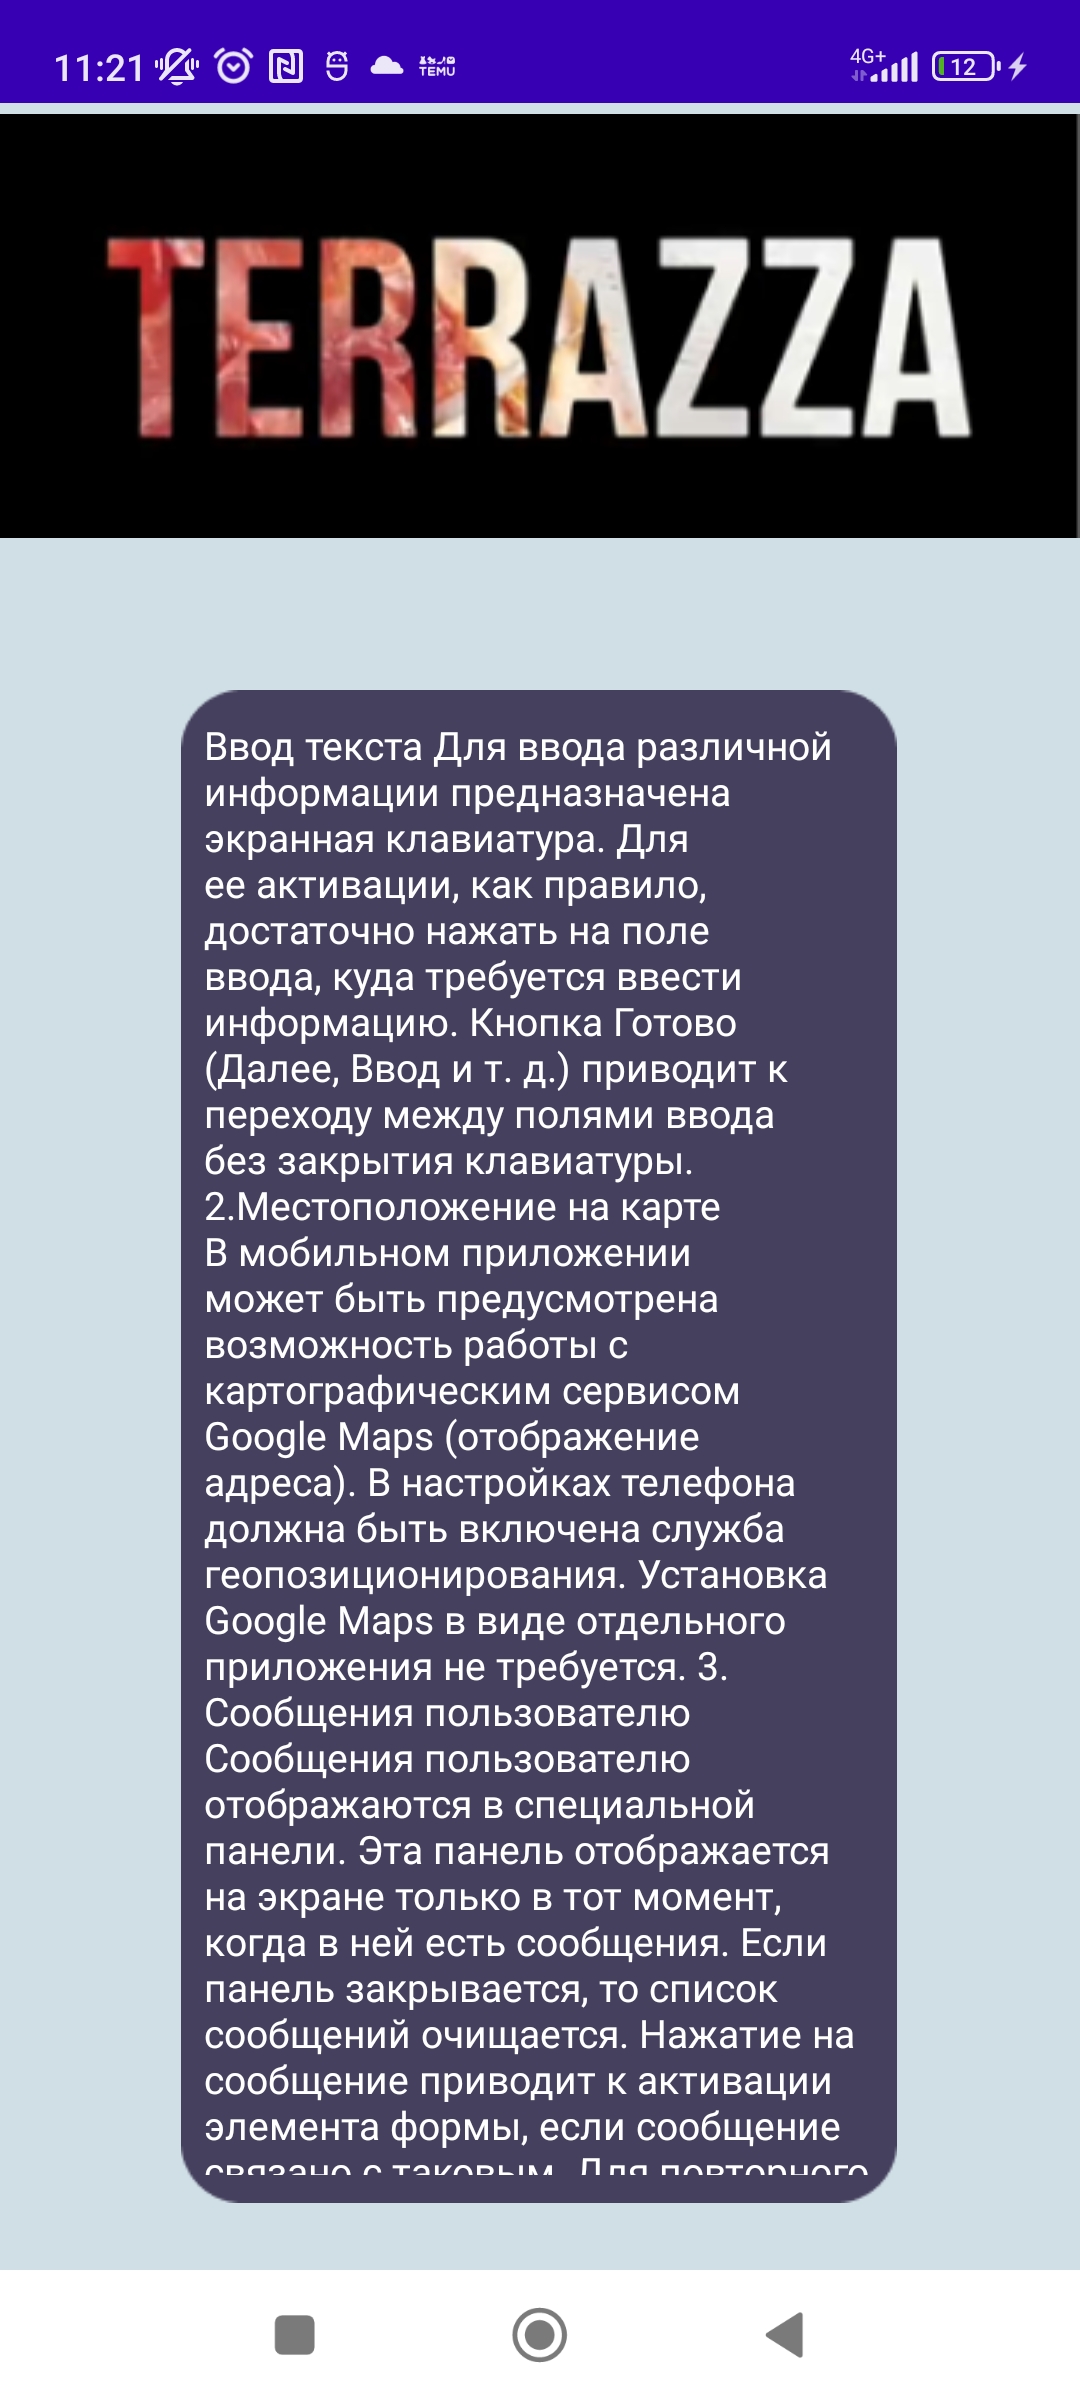 11:21
TEMU
4G+
12
TERRAZZA
Ввод текста Для ввода различной
информации предназначена
экранная клавиатура. Для
ее активации, как правило,
достаточно нажать на поле
ввода, куда требуется ввести
информацию. Кнопка Готово
(Далее, Ввод и т. д.) приводит к
переходу между полями ввода
без закрытия клавиатуры.
2.Местоположение на карте
В мобильном приложении
может быть предусмотрена
возможность работы с
картографическим сервисом
Google Maps (отображение
адреса). В настройках телефона
должна быть включена служба
геопозиционирования. Установка
Google Maps в виде отдельного
приложения не требуется. 3.
Сообщения пользователю
Сообщения пользователю
отображаются в специальной
панели. Эта панель отображается
на экране только в тот момент,
когда в ней есть сообщения. Если
панель закрывается, то список
сообщений очищается. Нажатие на
сообщение приводит к активации
элемента формы, если сообщение
связано с таковым. Для повторного